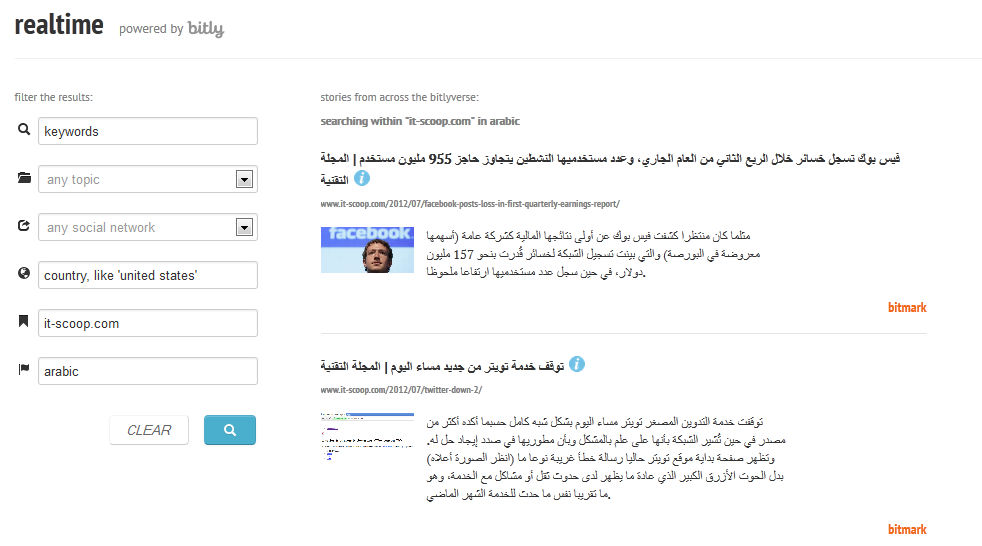 realtime powered by bitly
filter the results:
keywords
any topic
any social network
country, like 'united states'
it-scoop.com
arabic
CLEAR
stories from across the bitlyverse:
searching within "it-scoop.com" in arabic
فيس بوك تسجل خسائر خلال الربع الثاني من العام الجاري، وعدد مستخدميها النشطين يتجاوز حاجز 955 مليون مستخدم | المجلة
التقنية
www.it-scoop.com/2012/07/facebook-posts-loss-in-first-quarterly-earnings-report/
facebook
مثلما كان منتظرا كشفت فيس بوك عن أولى نتائجها المالية كشركة عامة (أسهمها
معروضة في البورصة) والتي بينت تسجيل الشبكة لخسائر قُدرت بنحو 157 مليون
دولار، في حين سجل عدد مستخدميها ارتفاعا ملحوظا.
bitmark
توقف خدمة تويتر من جديد مساء اليوم | المجلة التقنية
www.it-scoop.com/2012/07/twitter-down-2/
توقفت خدمة التدوين المصغر تويتر مساء اليوم بشكل شبه كامل حسبما أكده أكثر من
مصدر في حين تُشير الشبكة بأنها على علم بالمشكل وبأن مطوريها في صدد إيجاد حل له.
وتظهر صفحة بداية موقع تويتر حاليا رسالة خطأ غريبة نوعا ما (انظر الصورة أعلاه)
بدل الحوت الأزرق الكبير الذي عادة ما يظهر لدى حدوث ثقل أو مشاكل مع الخدمة، وهو
ما تقريبا نفس ما حدث للخدمة الشهر الماضي.
bitmark